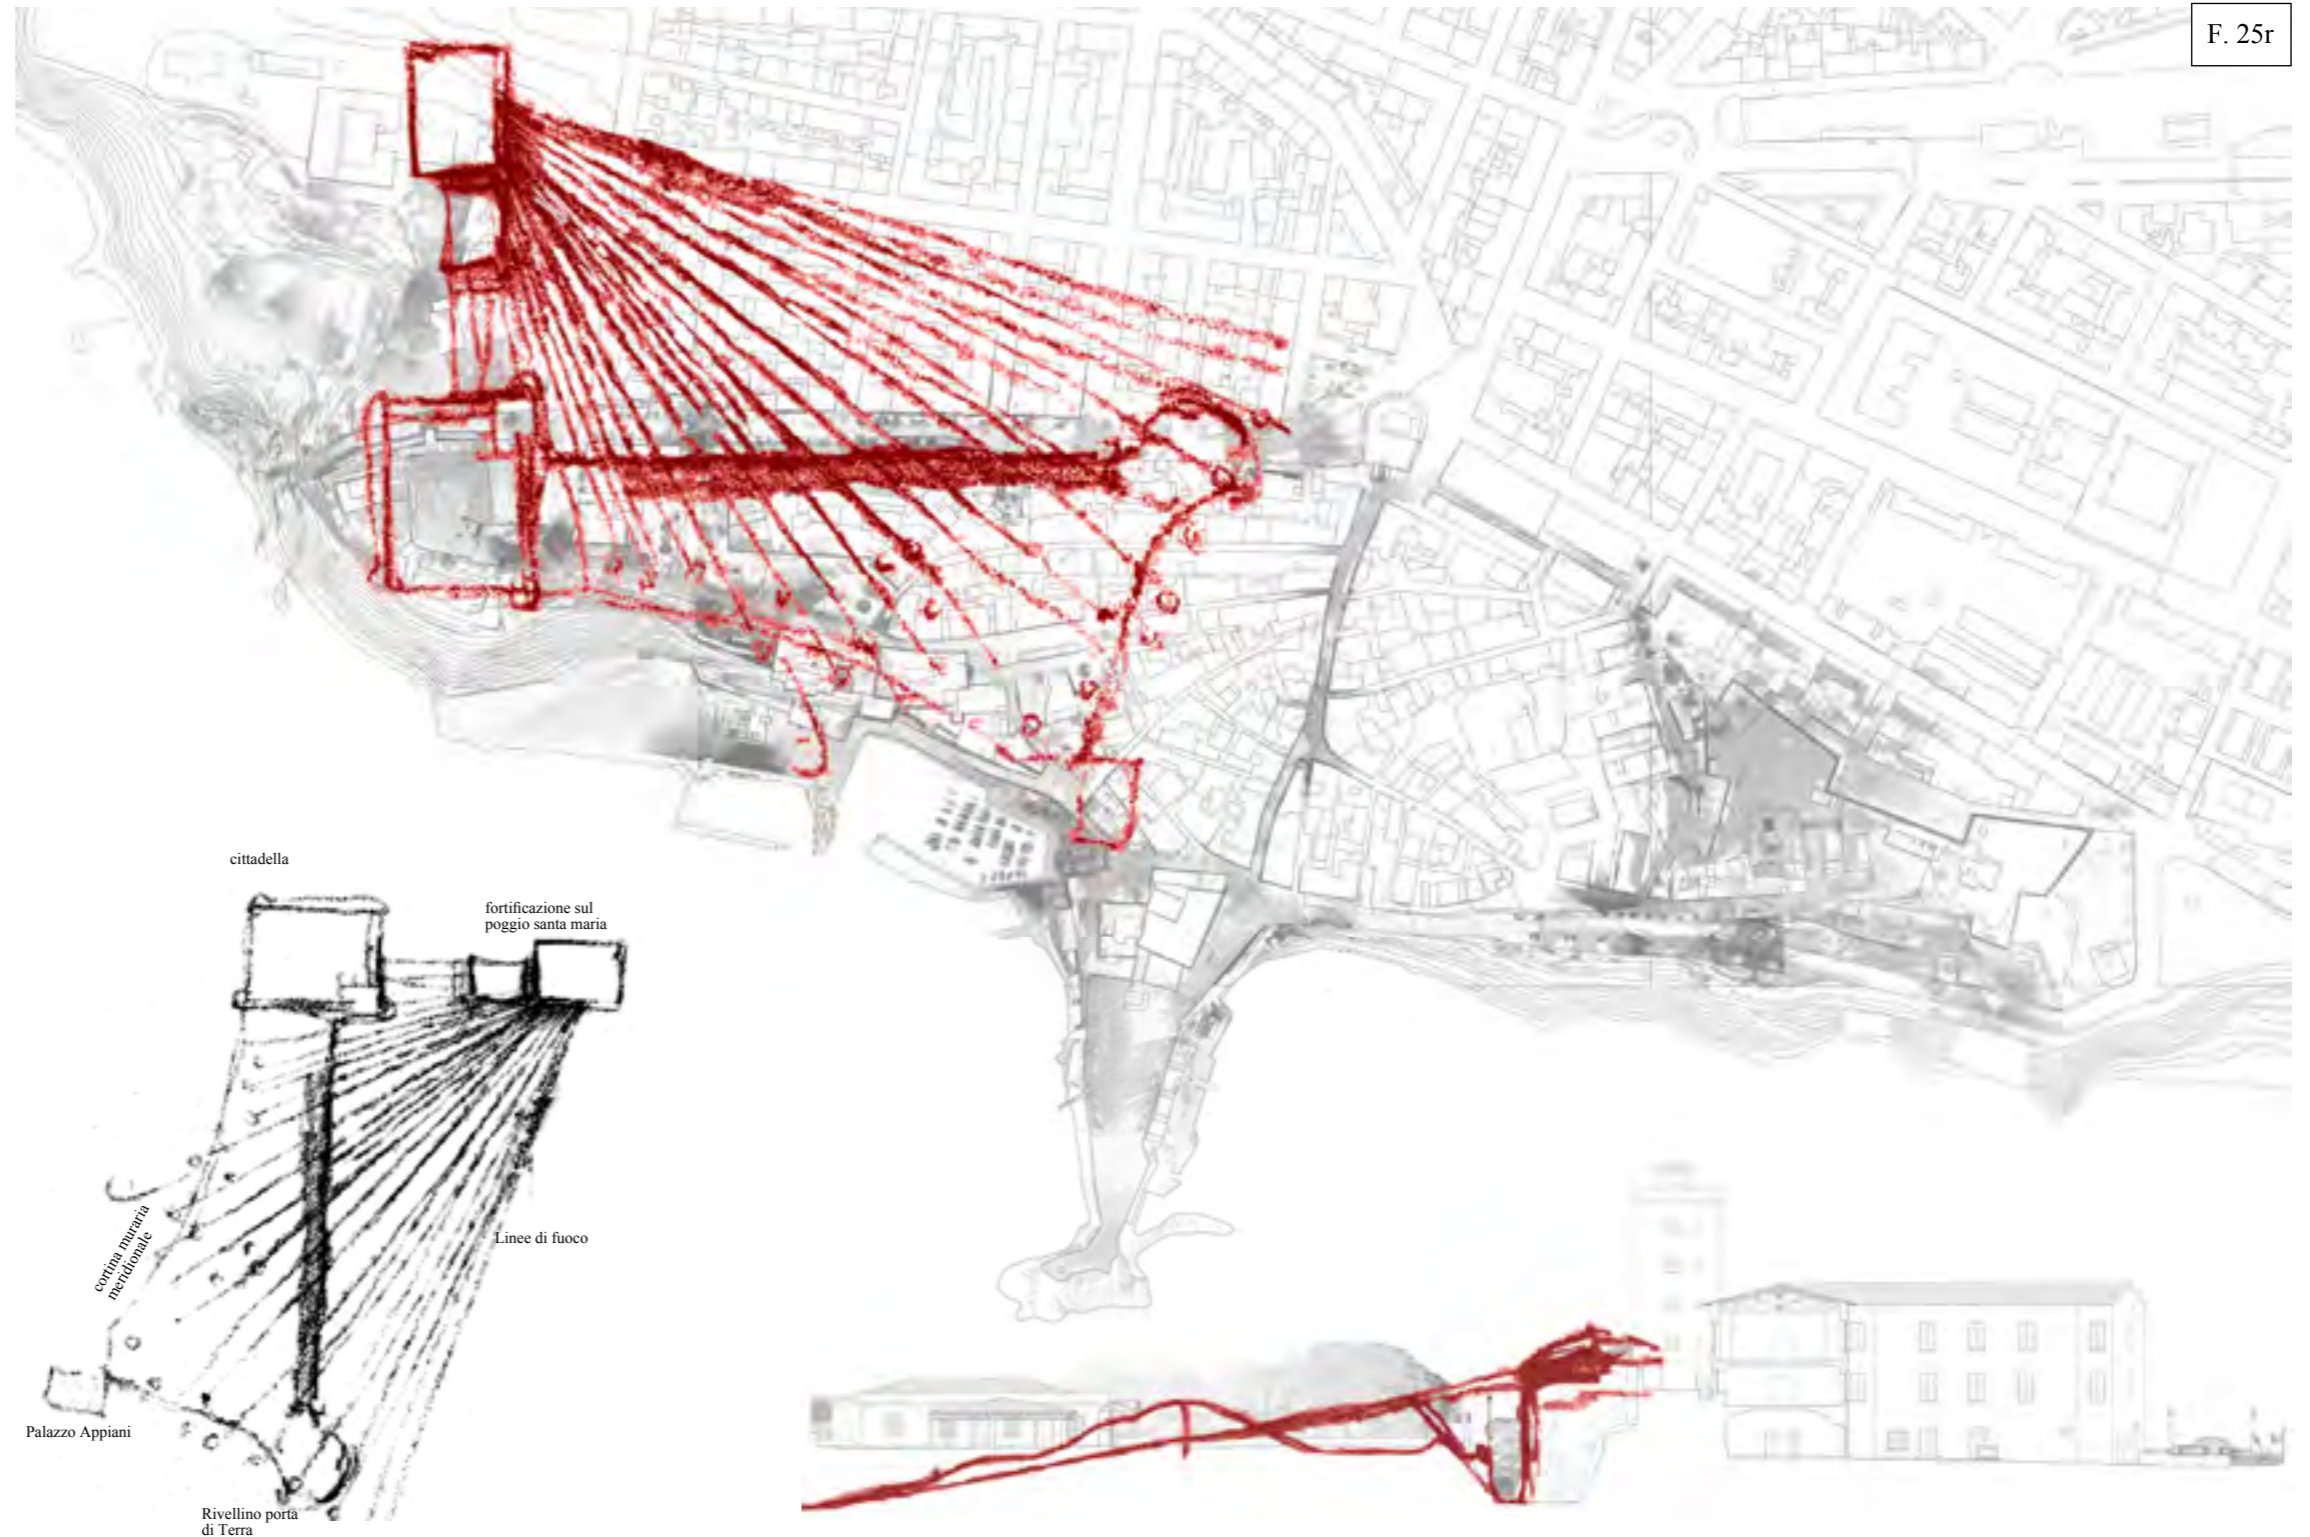 F. 25r
cittadella
fortificazione sul
poggio santa maria
cortina muraria
meridionale
Linee di fuoco
Palazzo Appiani
Rivellino porta
di Terra